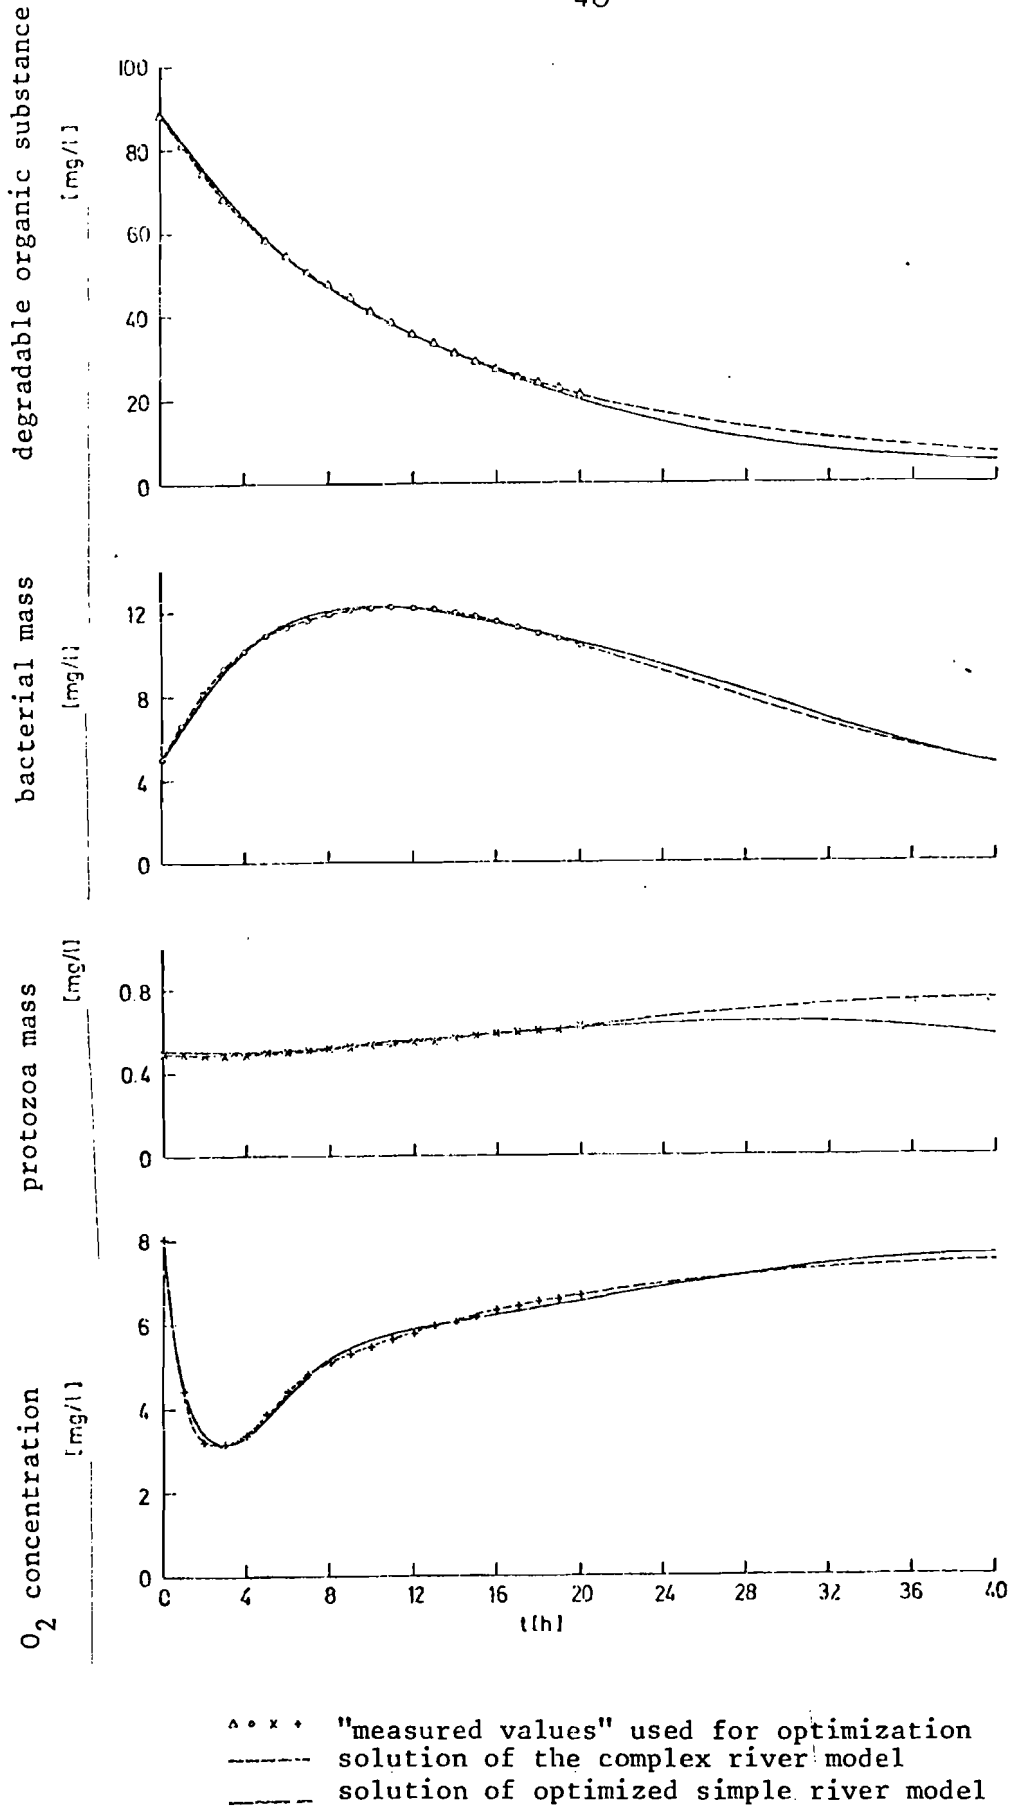 40
degradable organic substance
[mg/l]
100
80
60
40
20
0
bacterial mass
[mg/l]
12
8
4
0
protozoa mass
[mg/l]
0.8
0.4
0
O2 concentration
[mg/l]
8
6
4
2
0
0 4 8 12 16 20 24 28 32 36 40
t[h]
Δ o x + "measured values" used for optimization
solution of the complex river model
solution of optimized simple river model